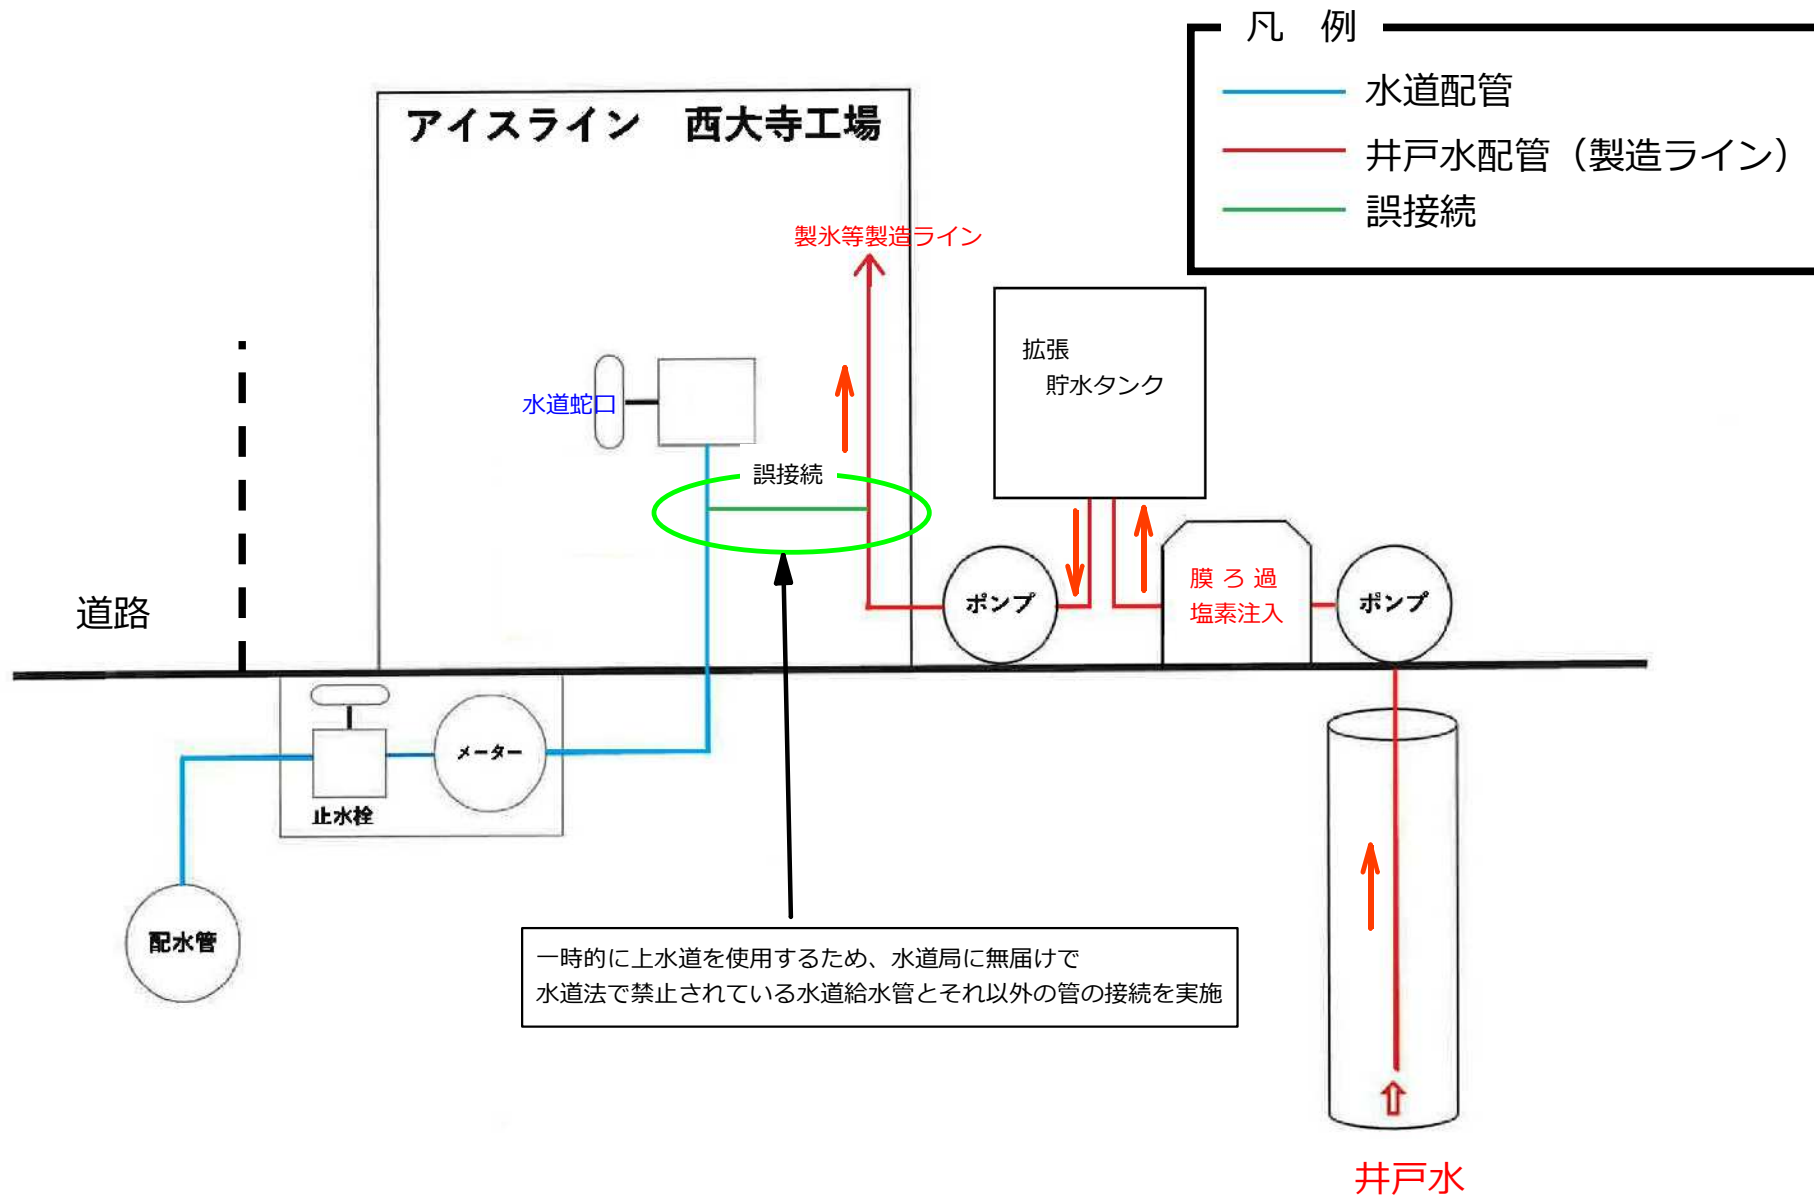 凡　例
水道配管
井戸水配管（製造ライン）
誤接続
アイスライン　西大寺工場
製氷等製造ライン
拡張
貯水タンク
水道蛇口
誤接続
道路
ポンプ
膜ろ過
塩素注入
ポンプ
メーター
止水栓
配水管
一時的に上水道を使用するため、水道局に無届けで
水道法で禁止されている水道給水管とそれ以外の管の接続を実施
井戸水